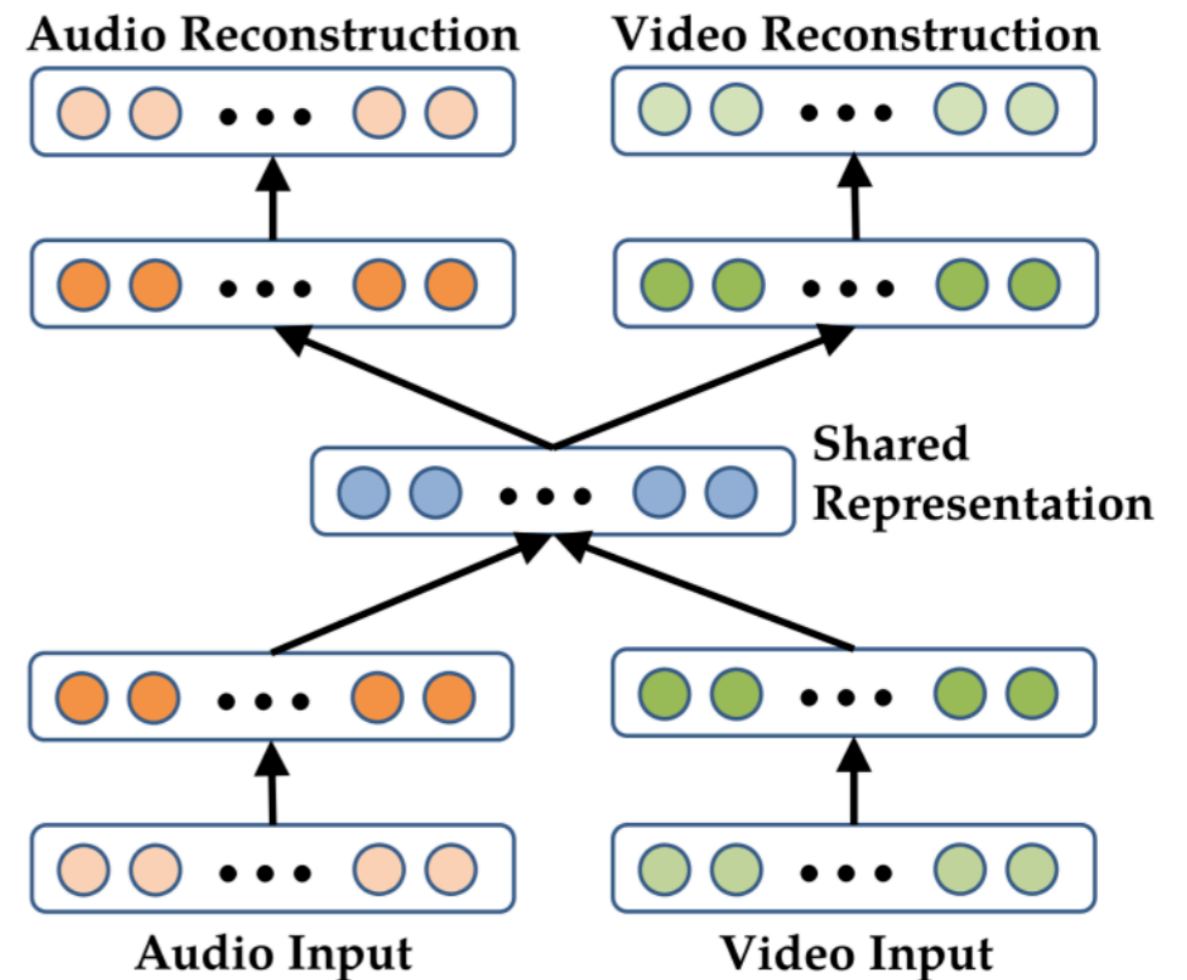 Audio Reconstruction
Video Reconstruction
Shared
Representation
Audio Input
Video Input